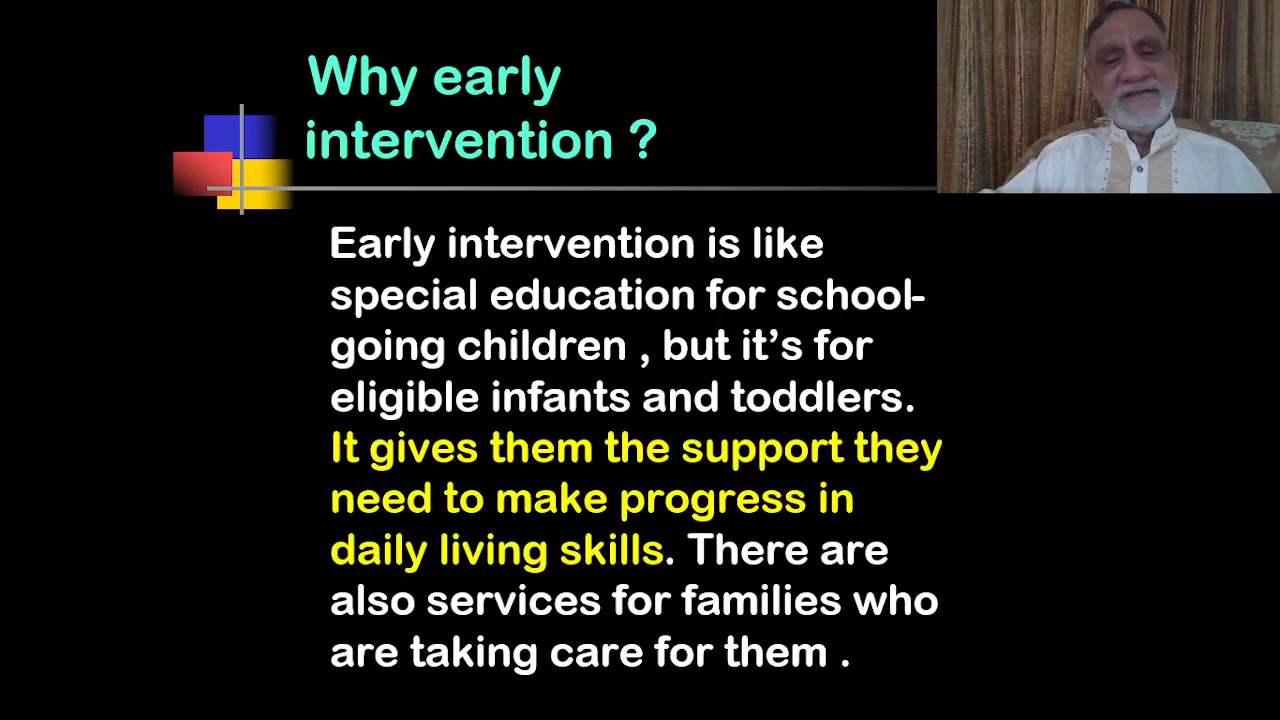 Why early
intervention ?
Early intervention is like
special education for school-
going children , but it’s for
eligible infants and toddlers.
It gives them the support they
need to make progress in
daily living skills. There are
also services for families who
are taking care for them .